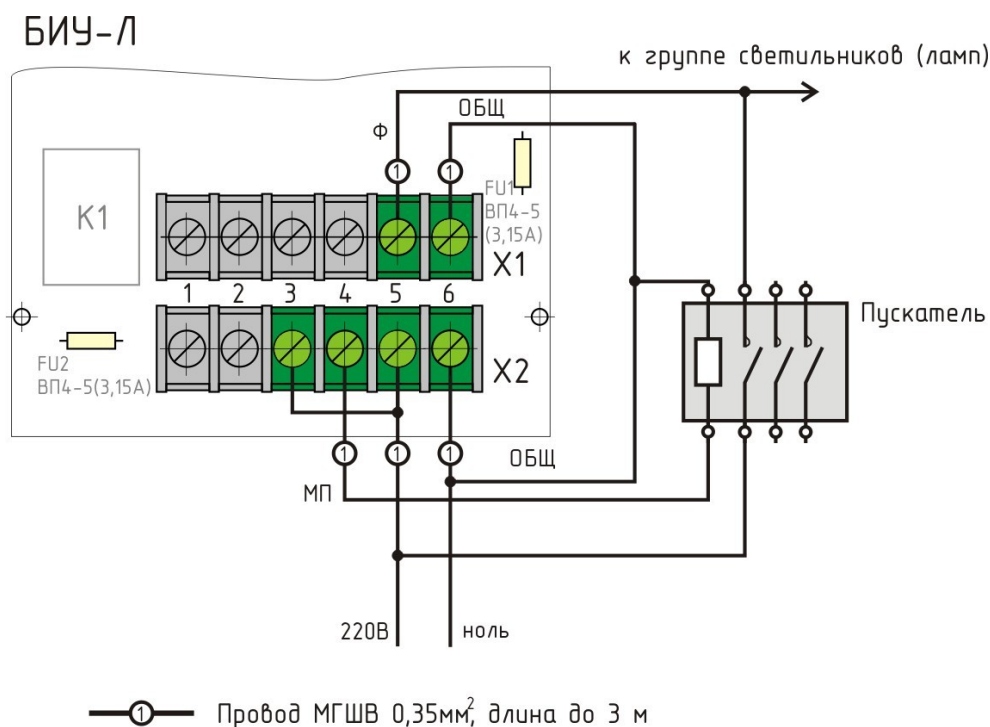 БИУ-Л
к группе светильников (ламп)
ОБЩ
Ф
1
1
К1
FU1
ВП4-5
(3,15А)
X1
1 2 3 4 5 6
Пускатель
FU2
ВП4-5(3,15А)
X2
1
1
1
ОБЩ
МП
220В
ноль
1
Провод МГШВ 0,35мм², длина до 3 м